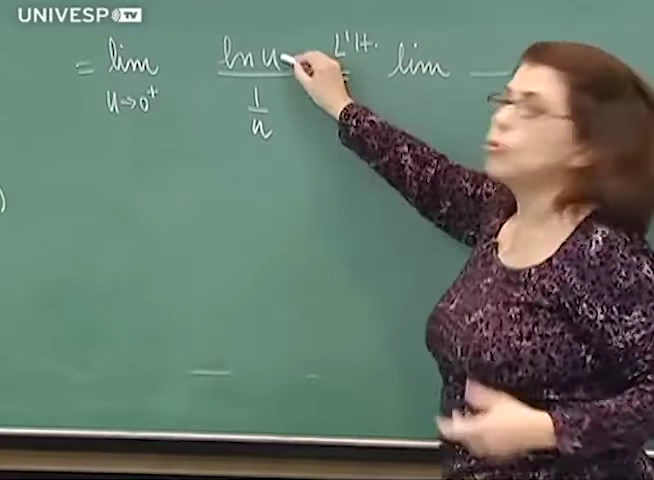 UNIVESP TV
= lim ln u L'H. lim
u→0⁺ 1
u
)